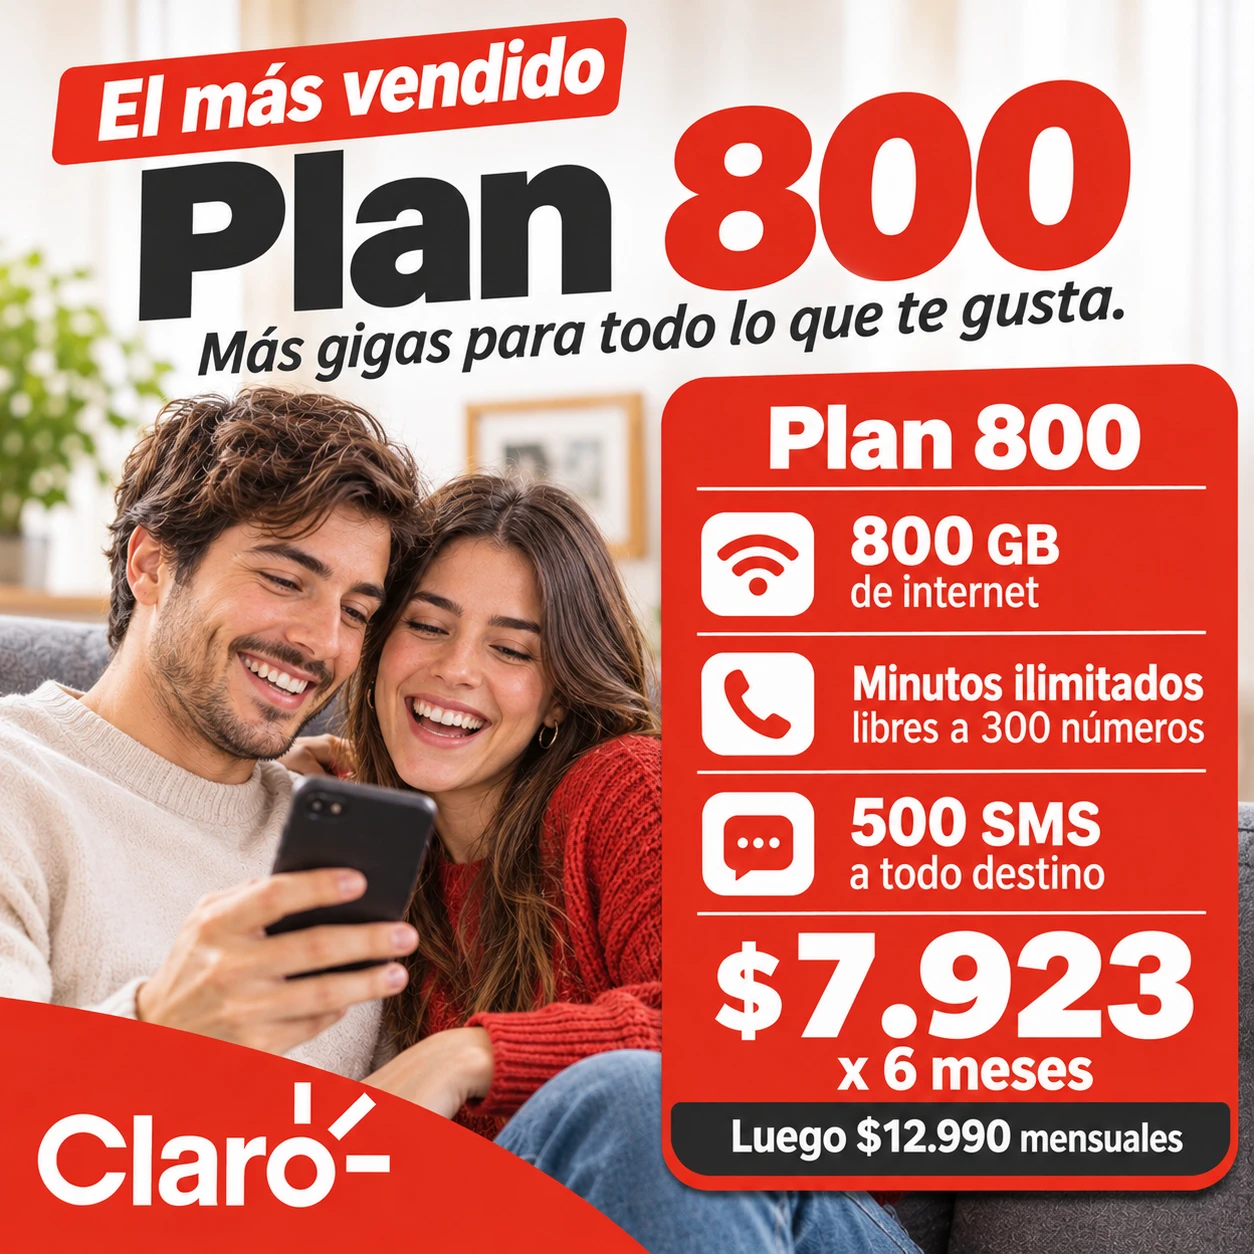 El más vendido
Plan 800
Más gigas para todo lo que te gusta.
Plan 800
800 GB
de internet
Minutos ilimitados
libres a 300 números
500 SMS
a todo destino
$7.923
x 6 meses
Luego $12.990 mensuales
Claro